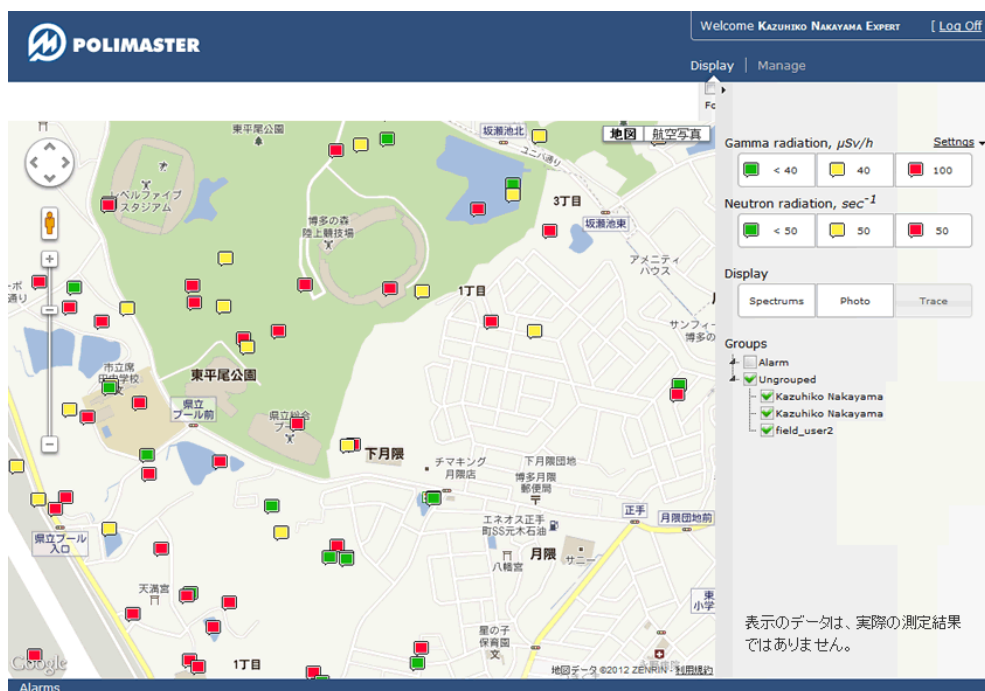 POLIMASTER
Welcome KAZUHIKO NAKAYAMA EXPERT [ Log Off
Display | Manage
Fo
東平尾公園
坂瀬池北
地図 航空写真
ユニバ通り
レベルファイブ
スタジアム
博多の森
陸上競技場
3丁目
坂瀬池東
アメニティ
ハウス
通り
1丁目
サンフィー
博多の
市立席
田中学校
東平尾公園
県立
プール前
県立総合
プール
下月隈
チマキング
月隈店
下月隈団地
博多月隈
郵便局
正手
月隈団地前
エネオス正手
町SS元木石油
月隈
サニー
八幡宮
県立プール
入口
天満宮
星の子
保育園
東
小学
1丁目
Google
地図データ ©2012 ZENRIN - 利用規約
Gamma radiation, μSv/h Settngs
< 40 40 100
Neutron radiation, sec-1
< 50 50 50
Display
Spectrums Photo Trace
Groups
Alarm
Ungrouped
Kazuhiko Nakayama
Kazuhiko Nakayama
field_user2
表示のデータは、実際の測定結果
ではありません。
Alarms